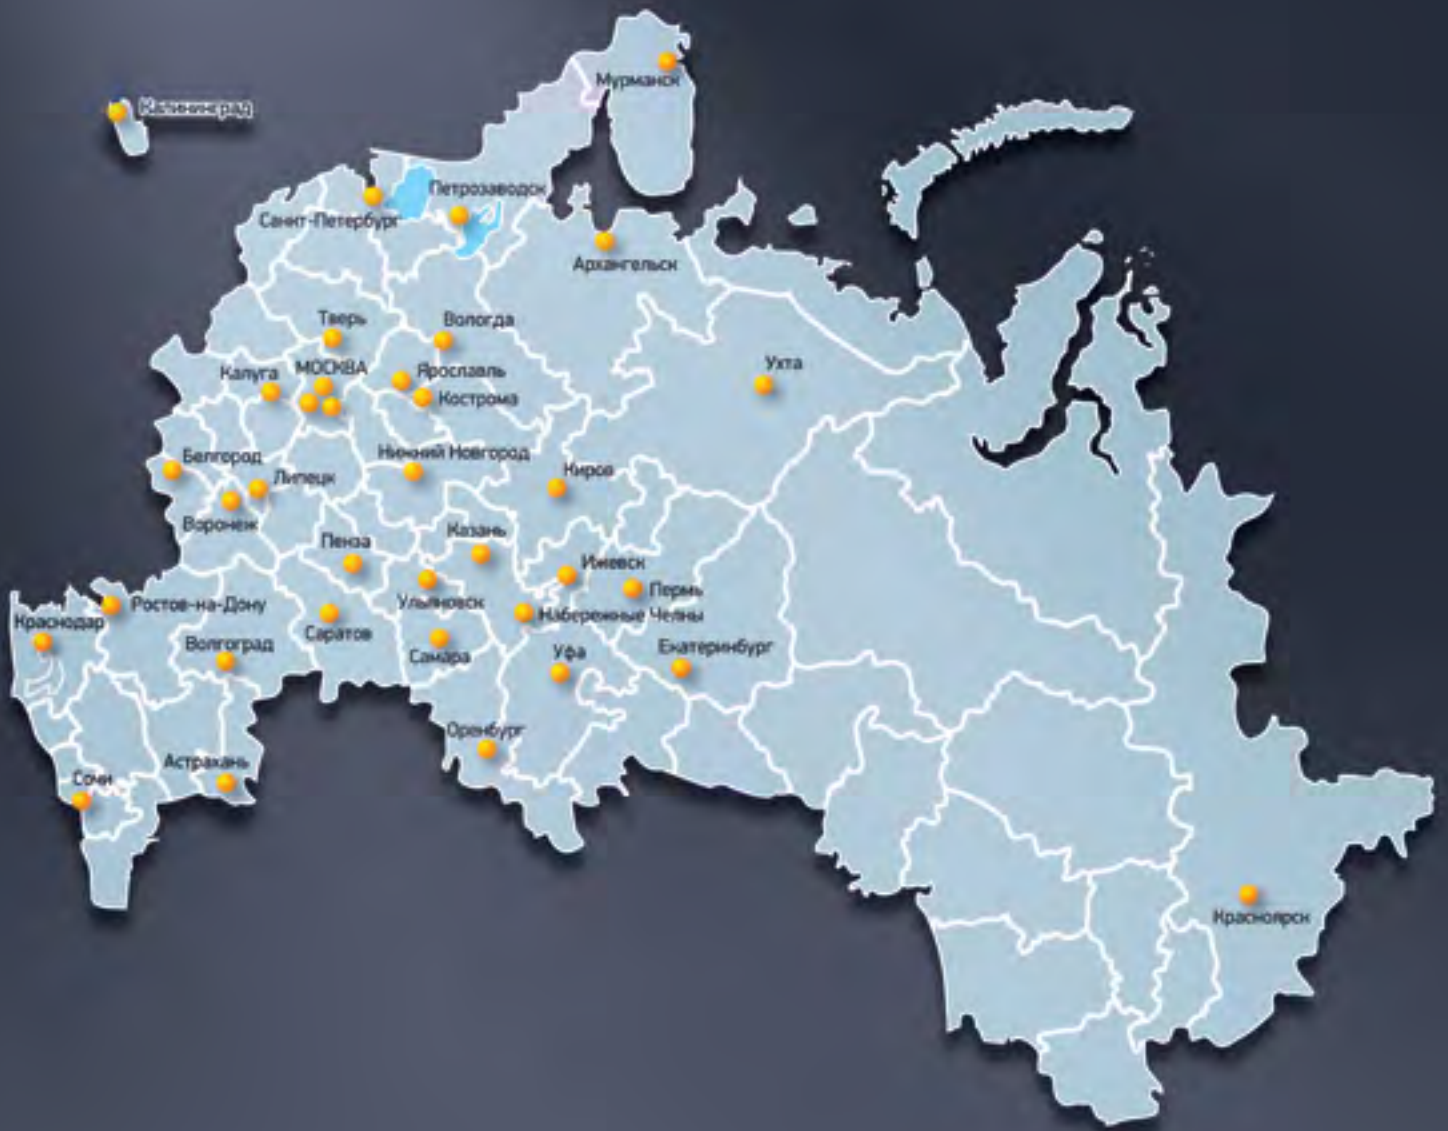 Мурманск
Калининград
Петрозаводск
Санкт-Петербург
Архангельск
Тверь
Вологда
МОСКВА
Калуга
Ярославль
Кострома
Ухта
Белгород
Нижний Новгород
Липецк
Киров
Воронеж
Казань
Пенза
Ижевск
Пермь
Ульяновск
Набережные Челны
Ростов-на-Дону
Краснодар
Саратов
Волгоград
Самара
Уфа
Екатеринбург
Оренбург
Астрахань
Сочи
Красноярск